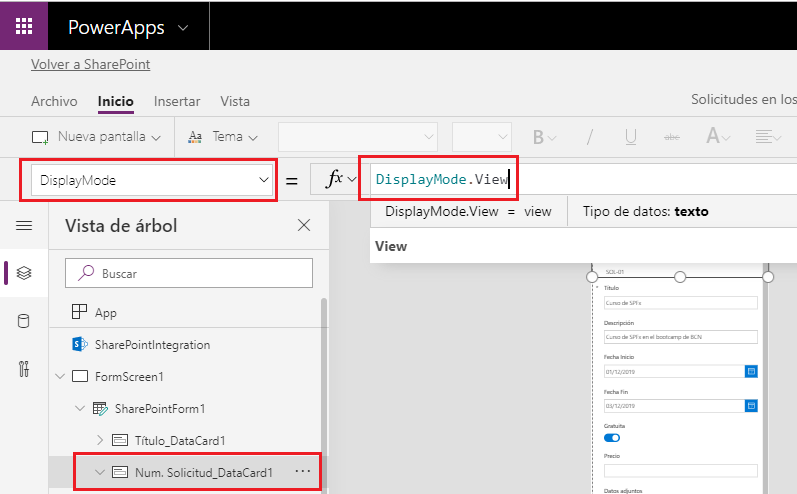 PowerApps
Volver a SharePoint
Archivo Inicio Insertar Vista
Solicitudes en los
Nueva pantalla Aa Tema B / U abc A
DisplayMode = fx DisplayMode.View
DisplayMode.View = view Tipo de datos: texto
View
Vista de árbol
Buscar
App
SharePointIntegration
FormScreen1
SharePointForm1
Título_DataCard1
Num. Solicitud_DataCard1 ...
SOL-01
* Título
Curso de SPFx
Descripción
Curso de SPFx en el bootcamp de BCN
Fecha Inicio
01/12/2019
Fecha Fin
03/12/2019
Gratuita
Precio
Datos adjuntos